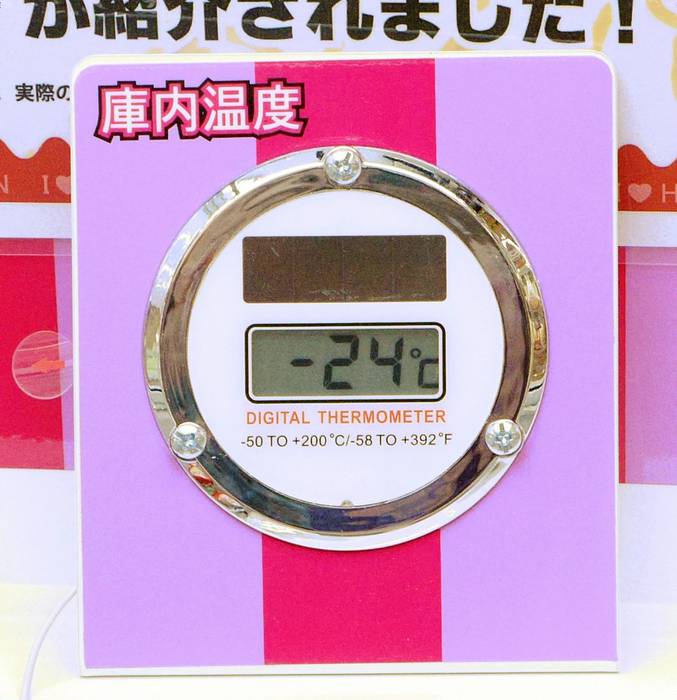 が紹介されました！
実際の
庫内温度
N I♥
I♥H
-24℃
DIGITAL THERMOMETER
-50 TO +200℃/-58 TO +392°F